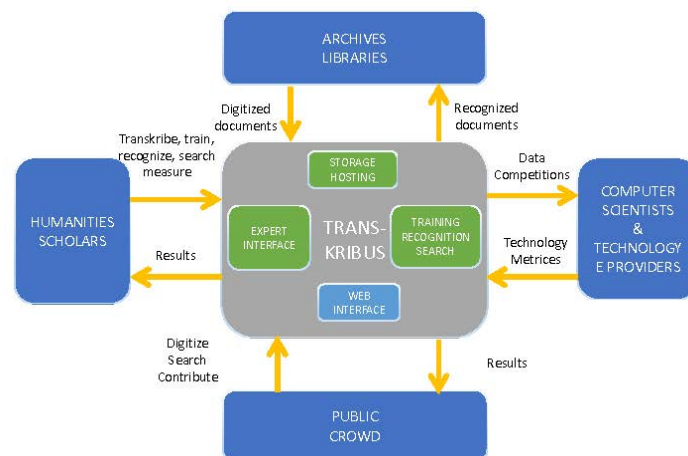 ARCHIVES
LIBRARIES
Digitized
documents
Recognized
documents
Transkribe, train,
recognize, search
measure
STORAGE
HOSTING
Data
Competitions
HUMANITIES
SCHOLARS
EXPERT
INTERFACE
TRANS-
KRIBUS
TRAINING
RECOGNITION
SEARCH
COMPUTER
SCIENTISTS
&
TECHNOLOGY
E PROVIDERS
Results
Technology
Metrices
WEB
INTERFACE
Digitize
Search
Contribute
Results
PUBLIC
CROWD